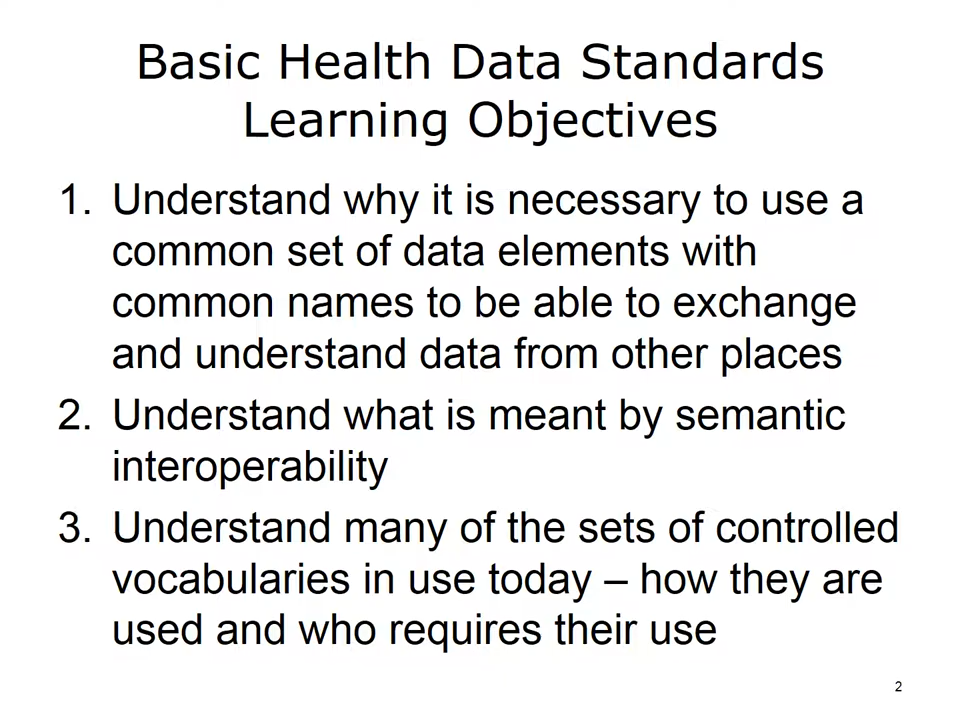 Basic Health Data Standards
Learning Objectives
1. Understand why it is necessary to use a
common set of data elements with
common names to be able to exchange
and understand data from other places
2. Understand what is meant by semantic
interoperability
3. Understand many of the sets of controlled
vocabularies in use today – how they are
used and who requires their use
2